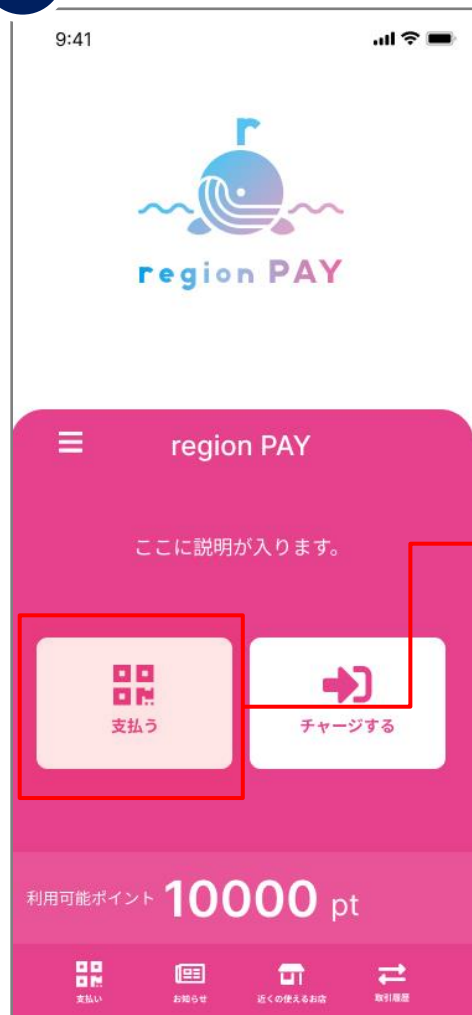 9:41
r
region PAY
region PAY
ここに説明が入ります。
支払う
チャージする
利用可能ポイント 10000 pt
支払い
お知らせ
近くの使えるお店
取引履歴